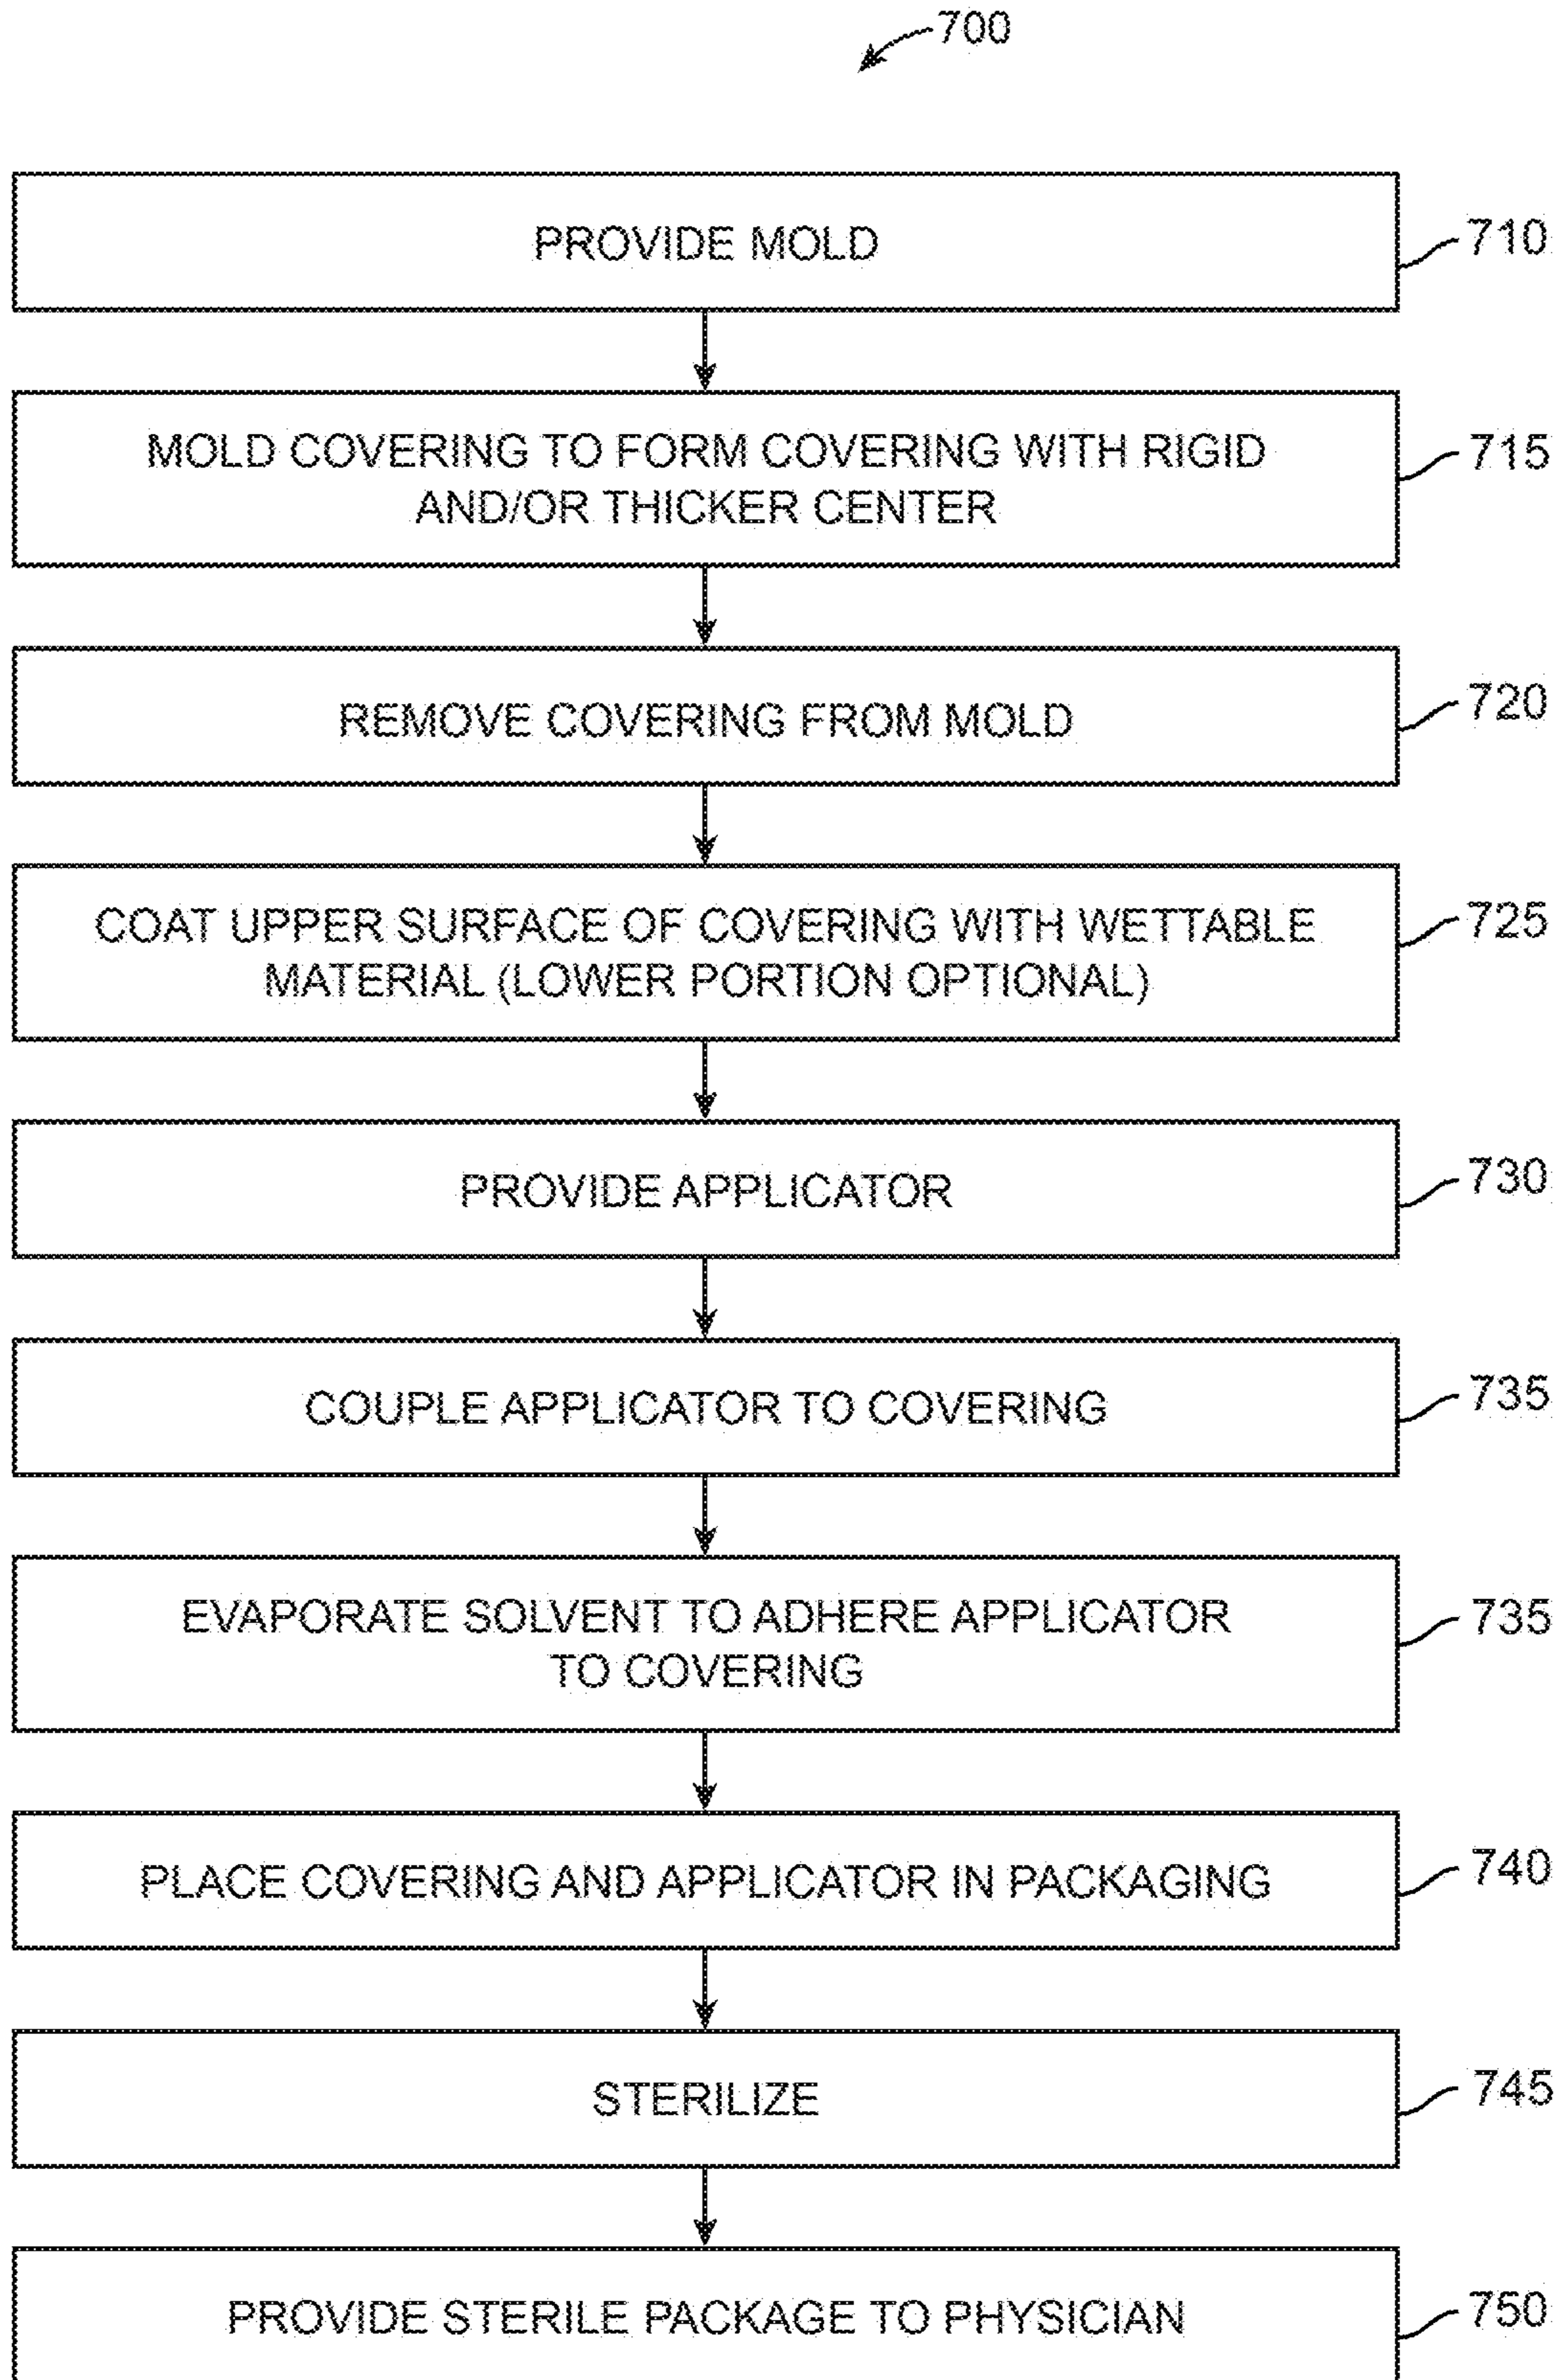 700
PROVIDE MOLD
710
MOLD COVERING TO FORM COVERING WITH RIGID
AND/OR THICKER CENTER
715
REMOVE COVERING FROM MOLD
720
COAT UPPER SURFACE OF COVERING WITH WETTABLE
MATERIAL (LOWER PORTION OPTIONAL)
725
PROVIDE APPLICATOR
730
COUPLE APPLICATOR TO COVERING
735
EVAPORATE SOLVENT TO ADHERE APPLICATOR
TO COVERING
735
PLACE COVERING AND APPLICATOR IN PACKAGING
740
STERILIZE
745
PROVIDE STERILE PACKAGE TO PHYSICIAN
750